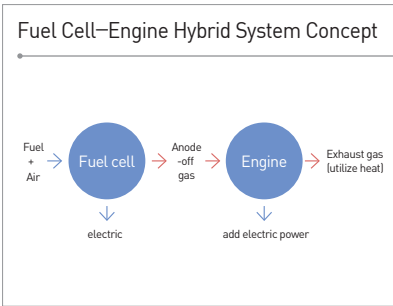 Fuel Cell—Engine Hybrid System Concept
Fuel
+
Air
Fuel cell
Anode
-off
gas
Engine
Exhaust gas
(utilize heat)
electric
add electric power